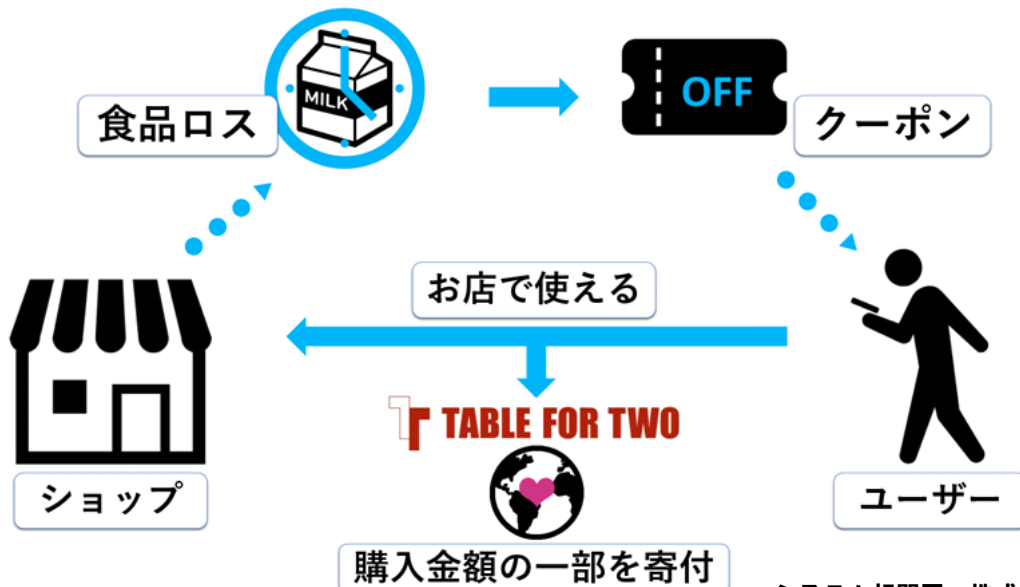 MILK
OFF
食品ロス
クーポン
お店で使える
TABLE FOR TWO
ショップ
ユーザー
購入金額の一部を寄付